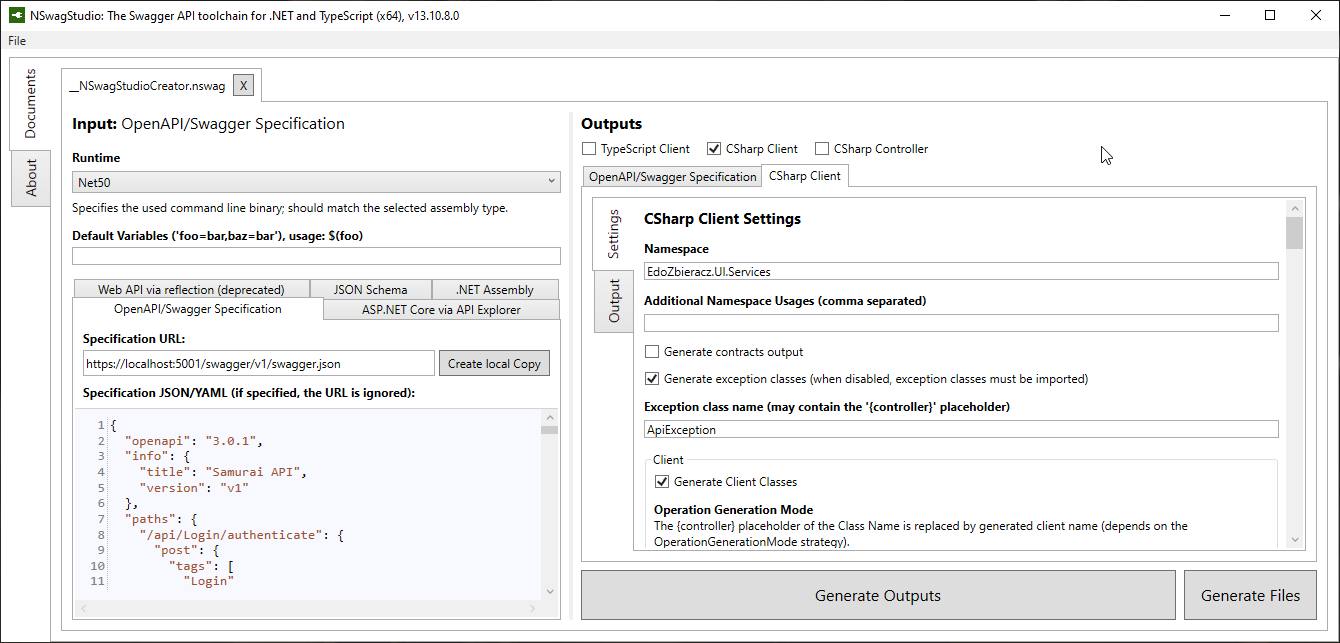 NSwagStudio: The Swagger API toolchain for .NET and TypeScript (x64), v13.10.8.0
File
Documents
About
__NSwagStudioCreator.nswag X
Input: OpenAPI/Swagger Specification
Runtime
Net50
Specifies the used command line binary; should match the selected assembly type.
Default Variables ('foo=bar,baz=bar'), usage: $(foo)
Web API via reflection (deprecated) JSON Schema .NET Assembly
OpenAPI/Swagger Specification ASP.NET Core via API Explorer
Specification URL:
https://localhost:5001/swagger/v1/swagger.json Create local Copy
Specification JSON/YAML (if specified, the URL is ignored):
1 {
2 "openapi": "3.0.1",
3 "info": {
4 "title": "Samurai API",
5 "version": "v1"
6 },
7 "paths": {
8 "/api/Login/authenticate": {
9 "post": {
10 "tags": [
11 "Login"
Outputs
TypeScript Client CSharp Client CSharp Controller
OpenAPI/Swagger Specification CSharp Client
Settings
Output
CSharp Client Settings
Namespace
EdoZbieracz.UI.Services
Additional Namespace Usages (comma separated)
Generate contracts output
Generate exception classes (when disabled, exception classes must be imported)
Exception class name (may contain the '{controller}' placeholder)
ApiException
Client
Generate Client Classes
Operation Generation Mode
The {controller} placeholder of the Class Name is replaced by generated client name (depends on the
OperationGenerationMode strategy).
Generate Outputs Generate Files